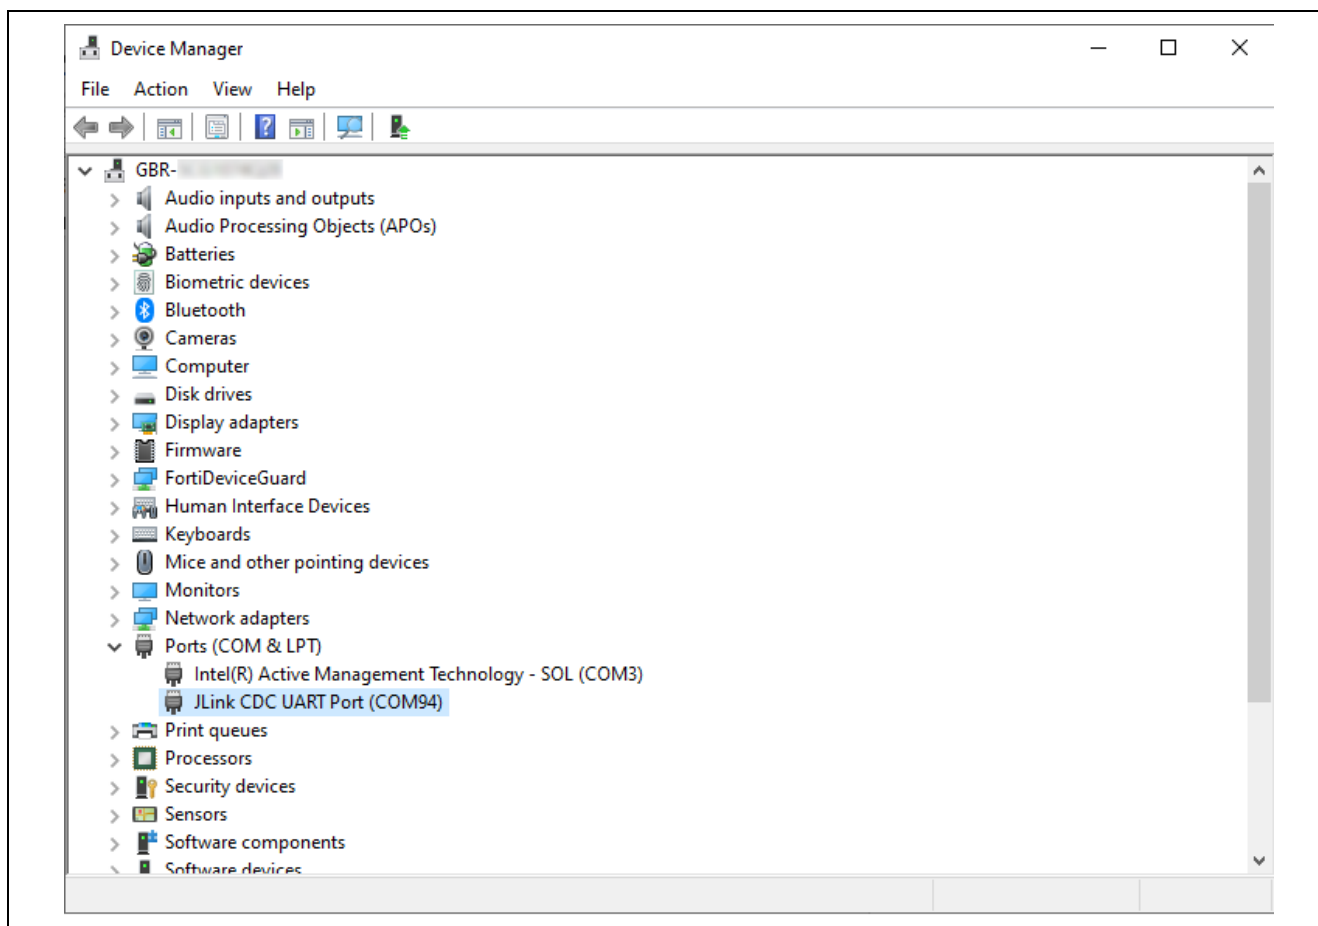 Device Manager
File Action View Help
GBR-
Audio inputs and outputs
Audio Processing Objects (APOs)
Batteries
Biometric devices
Bluetooth
Cameras
Computer
Disk drives
Display adapters
Firmware
FortiDeviceGuard
Human Interface Devices
Keyboards
Mice and other pointing devices
Monitors
Network adapters
Ports (COM & LPT)
Intel(R) Active Management Technology - SOL (COM3)
JLink CDC UART Port (COM94)
Print queues
Processors
Security devices
Sensors
Software components
Software devices